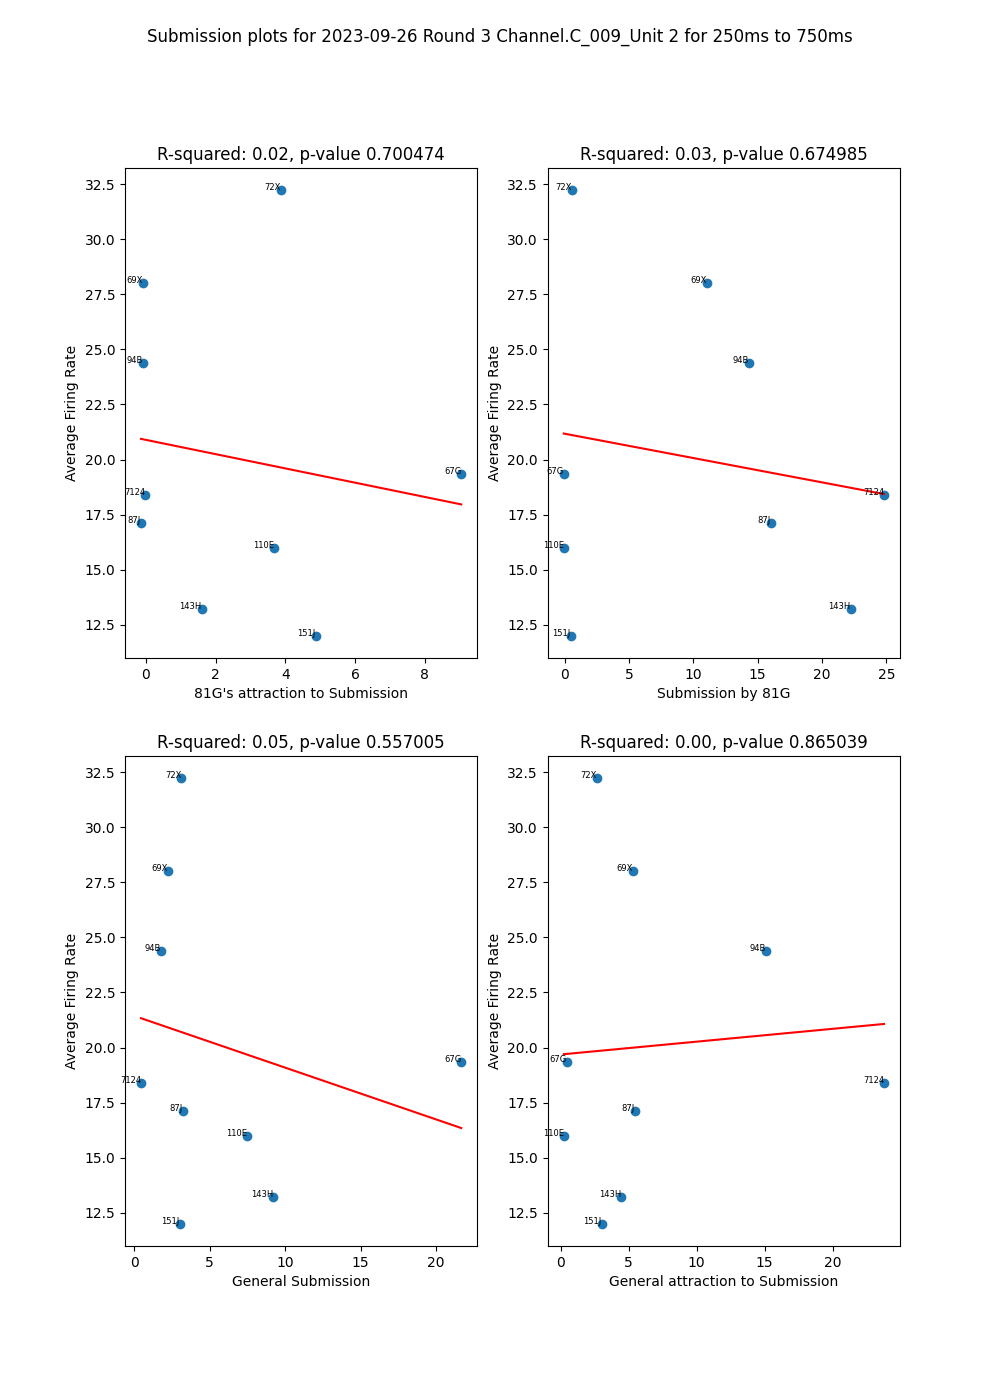 Submission plots for 2023-09-26 Round 3 Channel.C_009_Unit 2 for 250ms to 750ms
R-squared: 0.02, p-value 0.700474
32.5
30.0
27.5
25.0
22.5
20.0
17.5
15.0
12.5
Average Firing Rate
72X
69X
94B
67G
7124
87J
110E
143H
151J
0 2 4 6 8
81G's attraction to Submission
R-squared: 0.03, p-value 0.674985
32.5
30.0
27.5
25.0
22.5
20.0
17.5
15.0
12.5
Average Firing Rate
72X
69X
94B
67G
7124
87J
110E
143H
151J
0 5 10 15 20 25
Submission by 81G
R-squared: 0.05, p-value 0.557005
32.5
30.0
27.5
25.0
22.5
20.0
17.5
15.0
12.5
Average Firing Rate
72X
69X
94B
67G
7124
87J
110E
143H
151J
0 5 10 15 20
General Submission
R-squared: 0.00, p-value 0.865039
32.5
30.0
27.5
25.0
22.5
20.0
17.5
15.0
12.5
Average Firing Rate
72X
69X
94B
67G
7124
87J
110E
143H
151J
0 5 10 15 20
General attraction to Submission